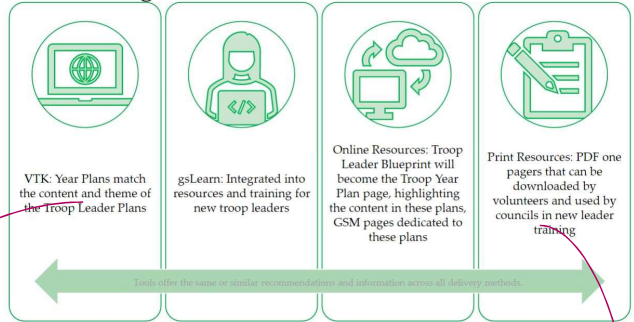 VTK: Year Plans match
the content and theme of
the Troop Leader Plans
gsLearn: Integrated into
resources and training for
new troop leaders
Online Resources: Troop
Leader Blueprint will
become the Troop Year
Plan page, highlighting
the content in these plans,
GSM pages dedicated to
these plans
Print Resources: PDF one
pagers that can be
downloaded by
volunteers and used by
councils in new leader
training
Tools offer the same or similar recommendations and information across all delivery methods.